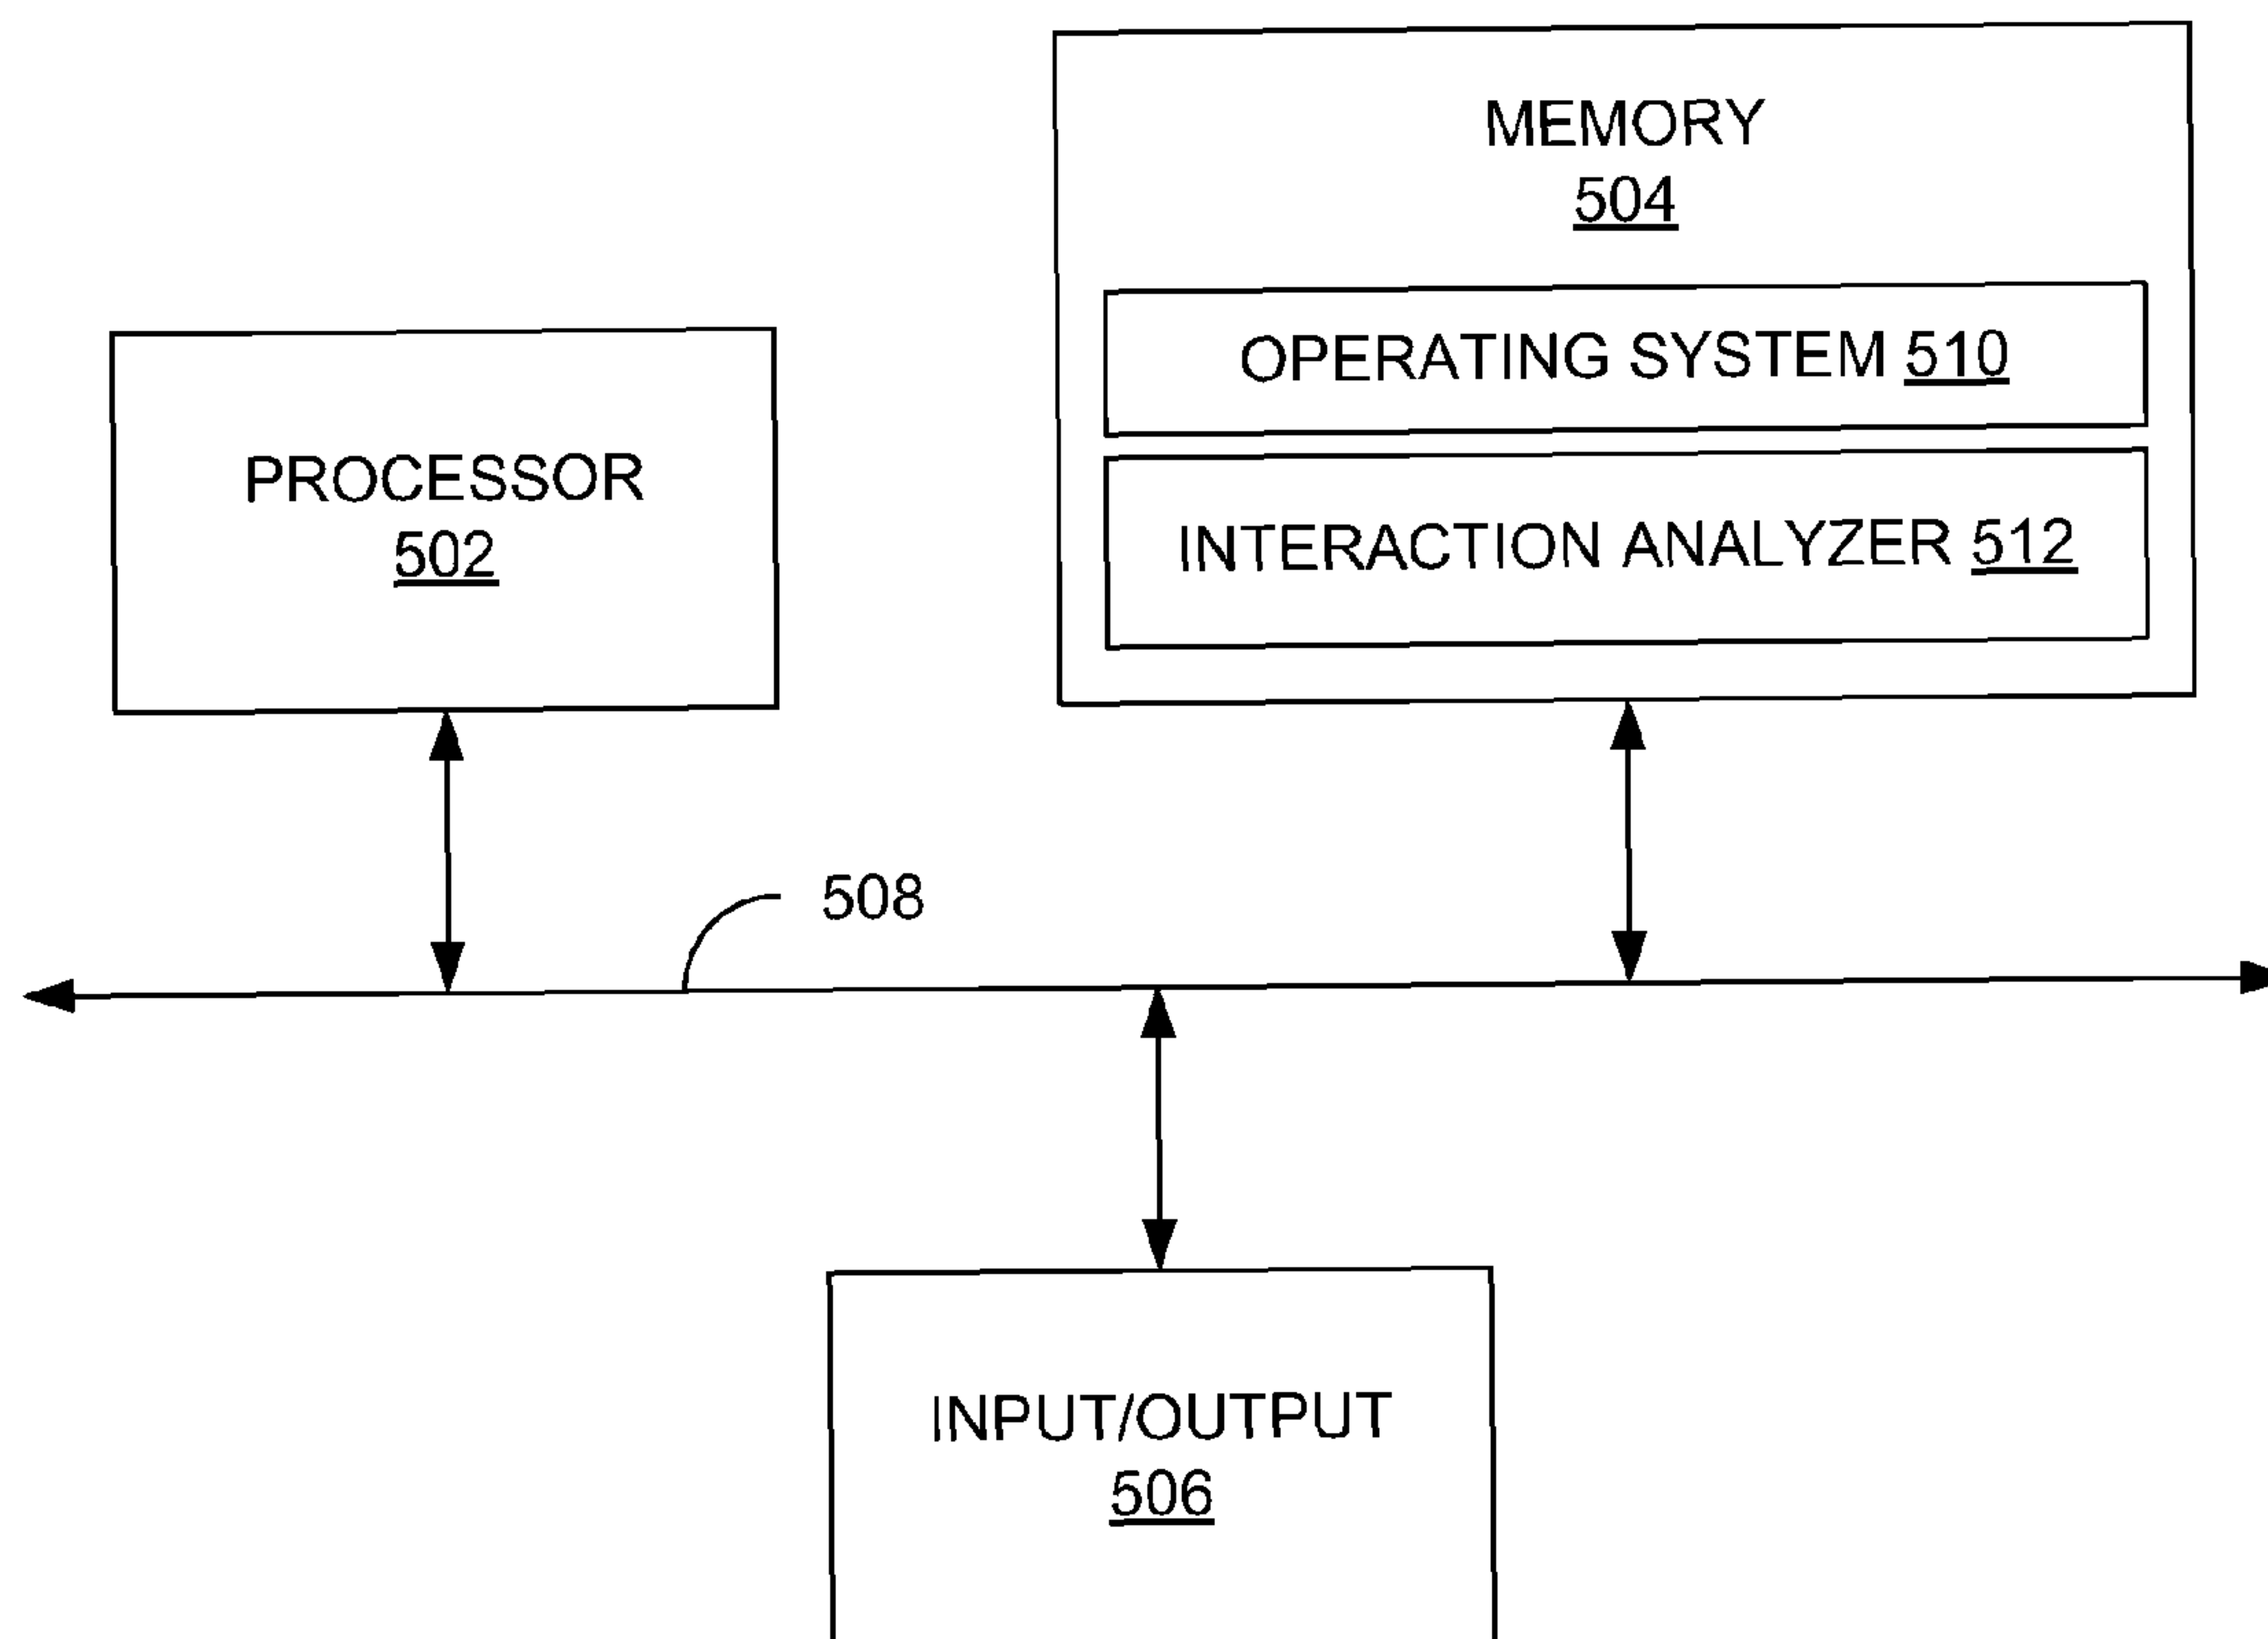 MEMORY
504
OPERATING SYSTEM 510
PROCESSOR
502
INTERACTION ANALYZER 512
508
INPUT/OUTPUT
506